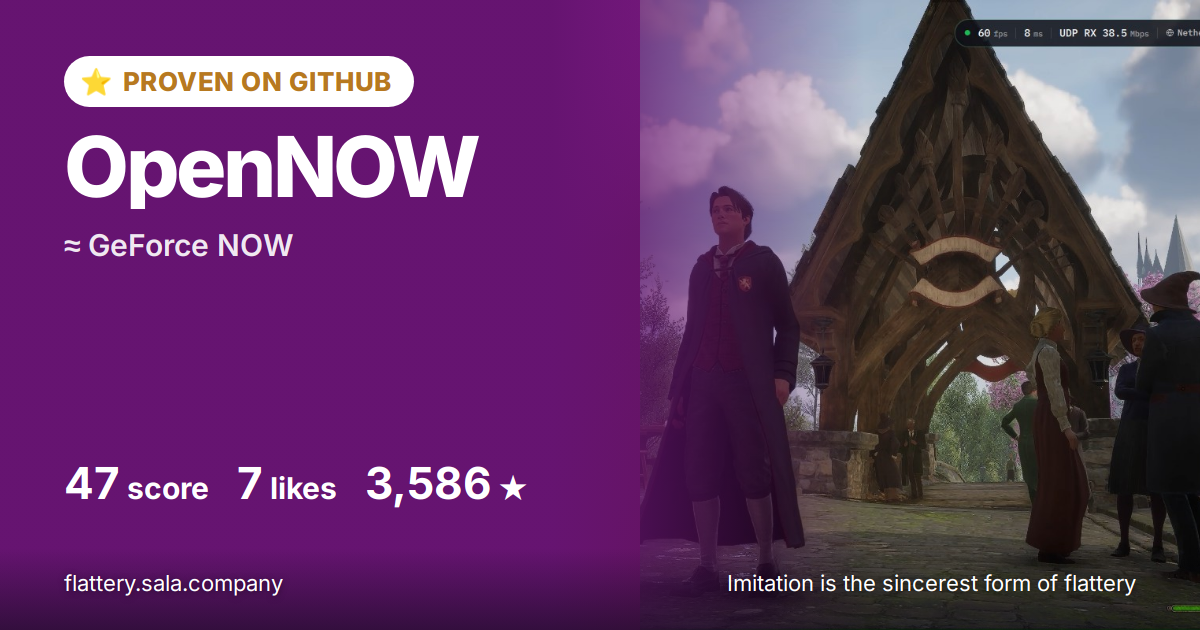 ⭐ PROVEN ON GITHUB
OpenNOW
≈ GeForce NOW
47 score 7 likes 3,586 ★
flattery.sala.company
60 fps 8 ms UDP RX 38.5 Mbps
Imitation is the sincerest form of flattery